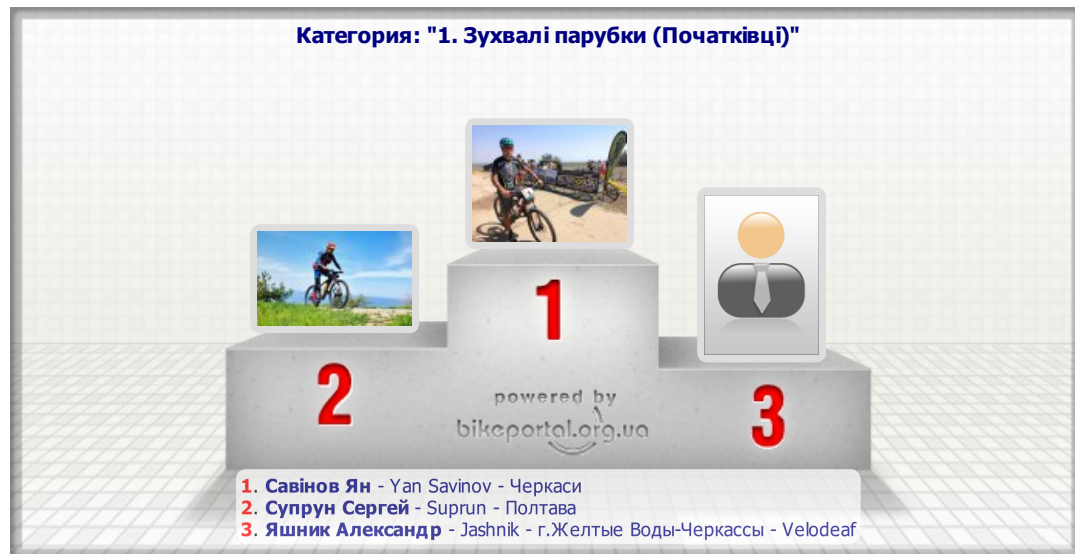 Категория: "1. Зухвалі парубки (Початківці)"
1
2
3
powered by
bikeportal.org.ua
1. Савінов Ян - Yan Savinov - Черкаси
2. Супрун Сергей - Suprun - Полтава
3. Яшник Александр - Jashnik - г.Желтые Воды-Черкассы - Velodeaf